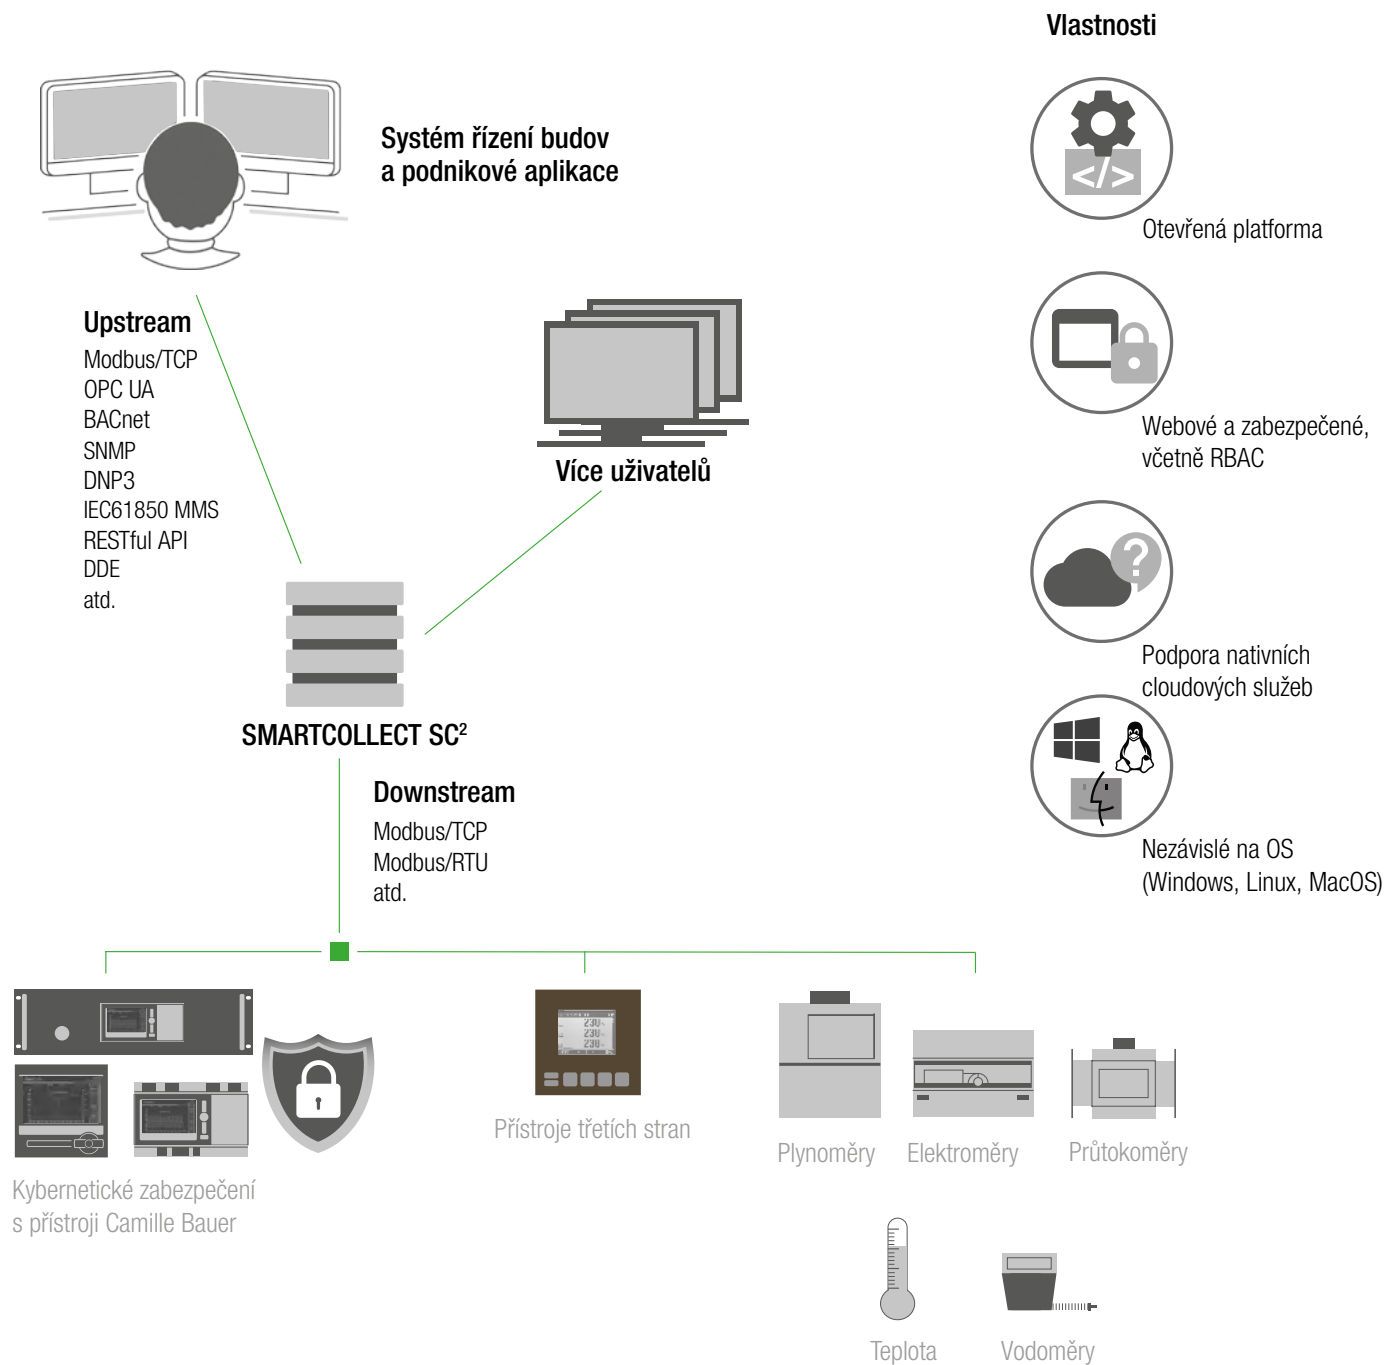 Vlastnosti
Systém řízení budov
a podnikové aplikace
</>
Otevřená platforma
Upstream
Modbus/TCP
OPC UA
BACnet
SNMP
DNP3
IEC61850 MMS
RESTful API
DDE
atd.
Více uživatelů
Webové a zabezpečené,
včetně RBAC
?
Podpora nativních
cloudových služeb
SMARTCOLLECT SC²
Downstream
Modbus/TCP
Modbus/RTU
atd.
Nezávislé na OS
(Windows, Linux, MacOS)
230
230
230
Přístroje třetích stran
Plynoměry
Elektroměry
Průtokoměry
Kybernetické zabezpečení
s přístroji Camille Bauer
Teplota
Vodoměry